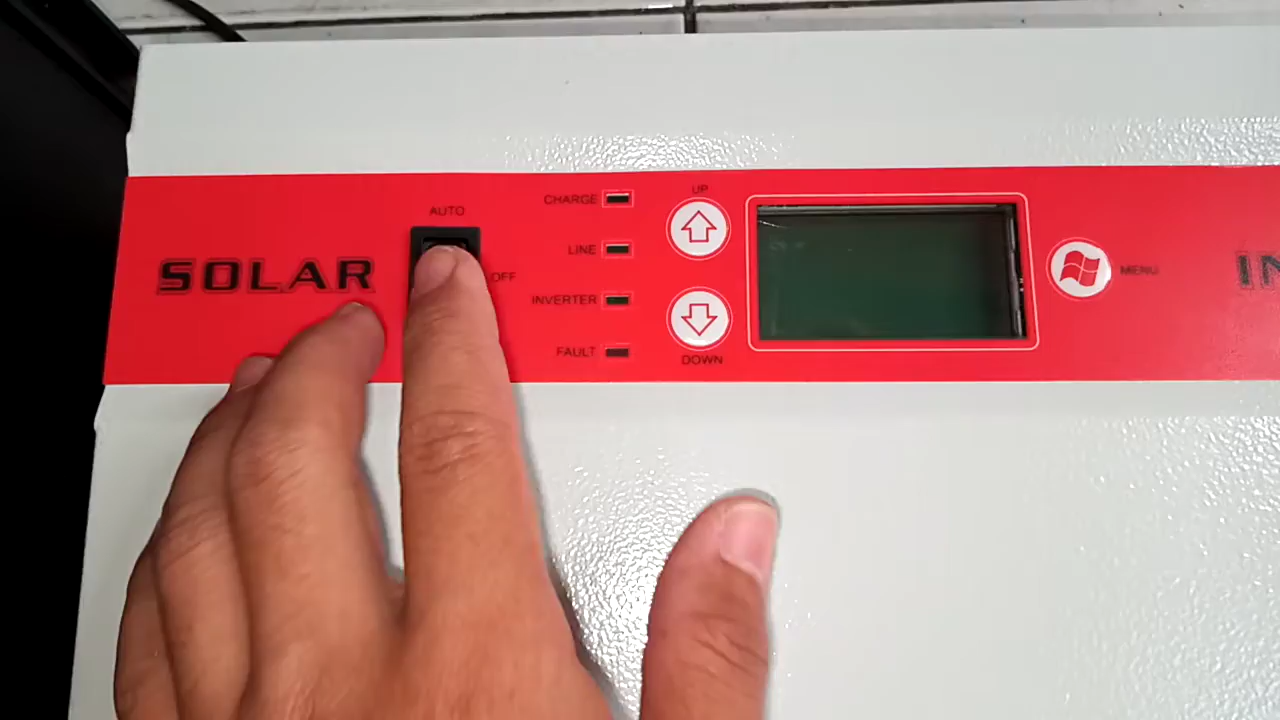 SOLAR
AUTO
OFF
CHARGE
LINE
INVERTER
FAULT
UP
DOWN
MENU
IN